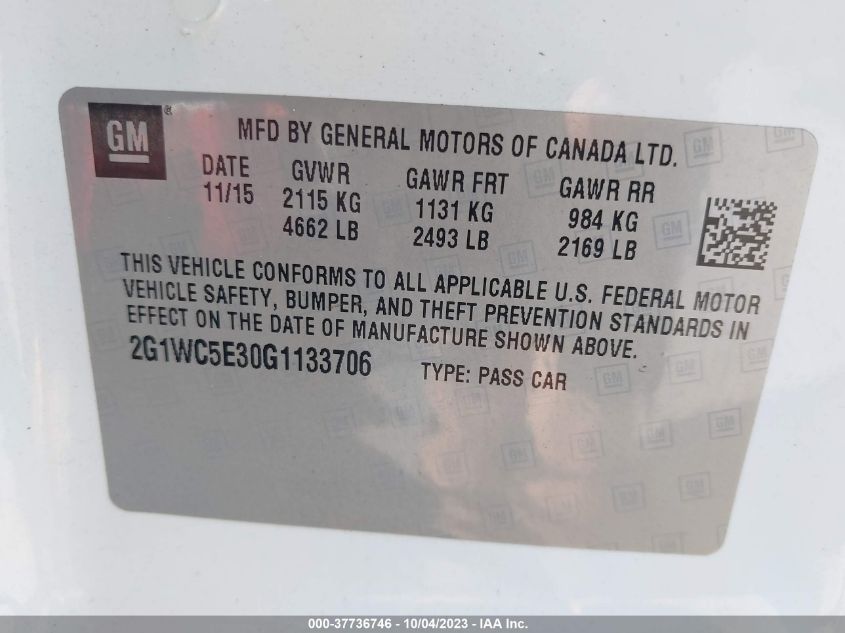 GM®
MFD BY GENERAL MOTORS OF CANADA LTD.
DATE GVWR GAWR FRT GAWR RR
11/15 2115 KG 1131 KG 984 KG
4662 LB 2493 LB 2169 LB
THIS VEHICLE CONFORMS TO ALL APPLICABLE U.S. FEDERAL MOTOR
VEHICLE SAFETY, BUMPER, AND THEFT PREVENTION STANDARDS IN
EFFECT ON THE DATE OF MANUFACTURE SHOWN ABOVE.
2G1WC5E30G1133706 TYPE: PASS CAR
000-37736746 - 10/04/2023 - IAA Inc.